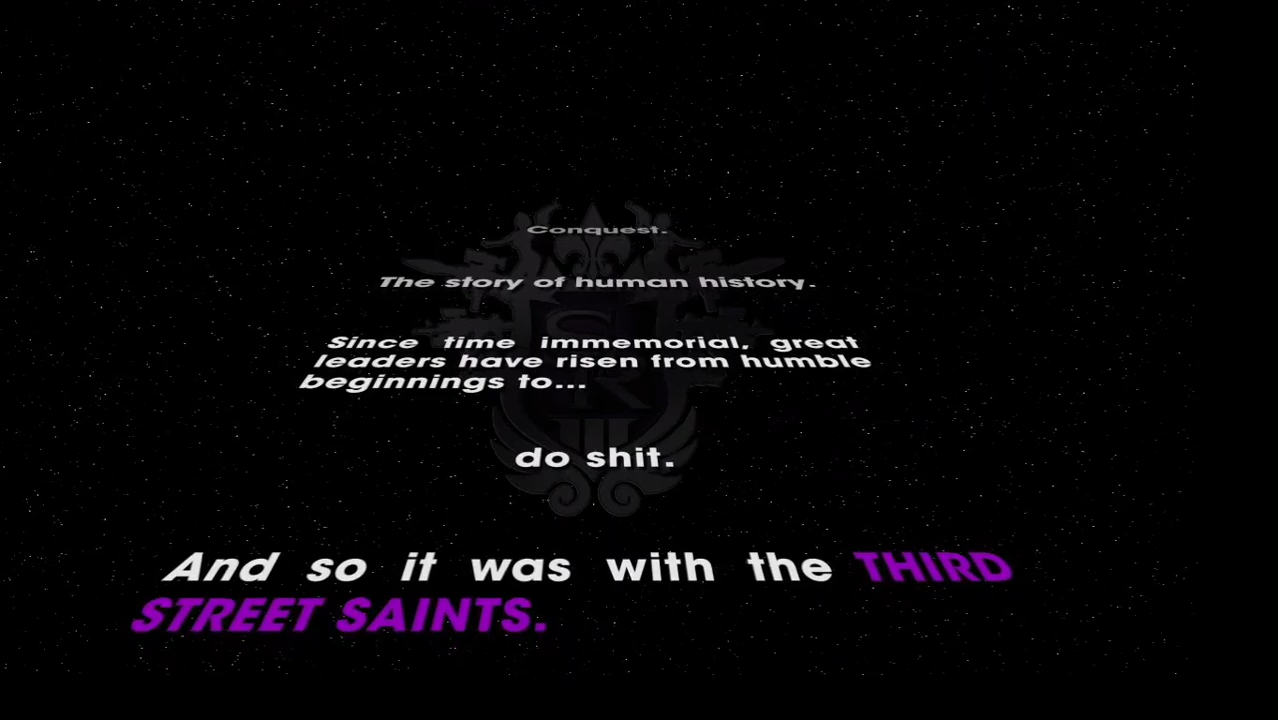 Conquest.
The story of human history.
Since time immemorial, great
leaders have risen from humble
beginnings to...
do shit.
And so it was with the THIRD
STREET SAINTS.